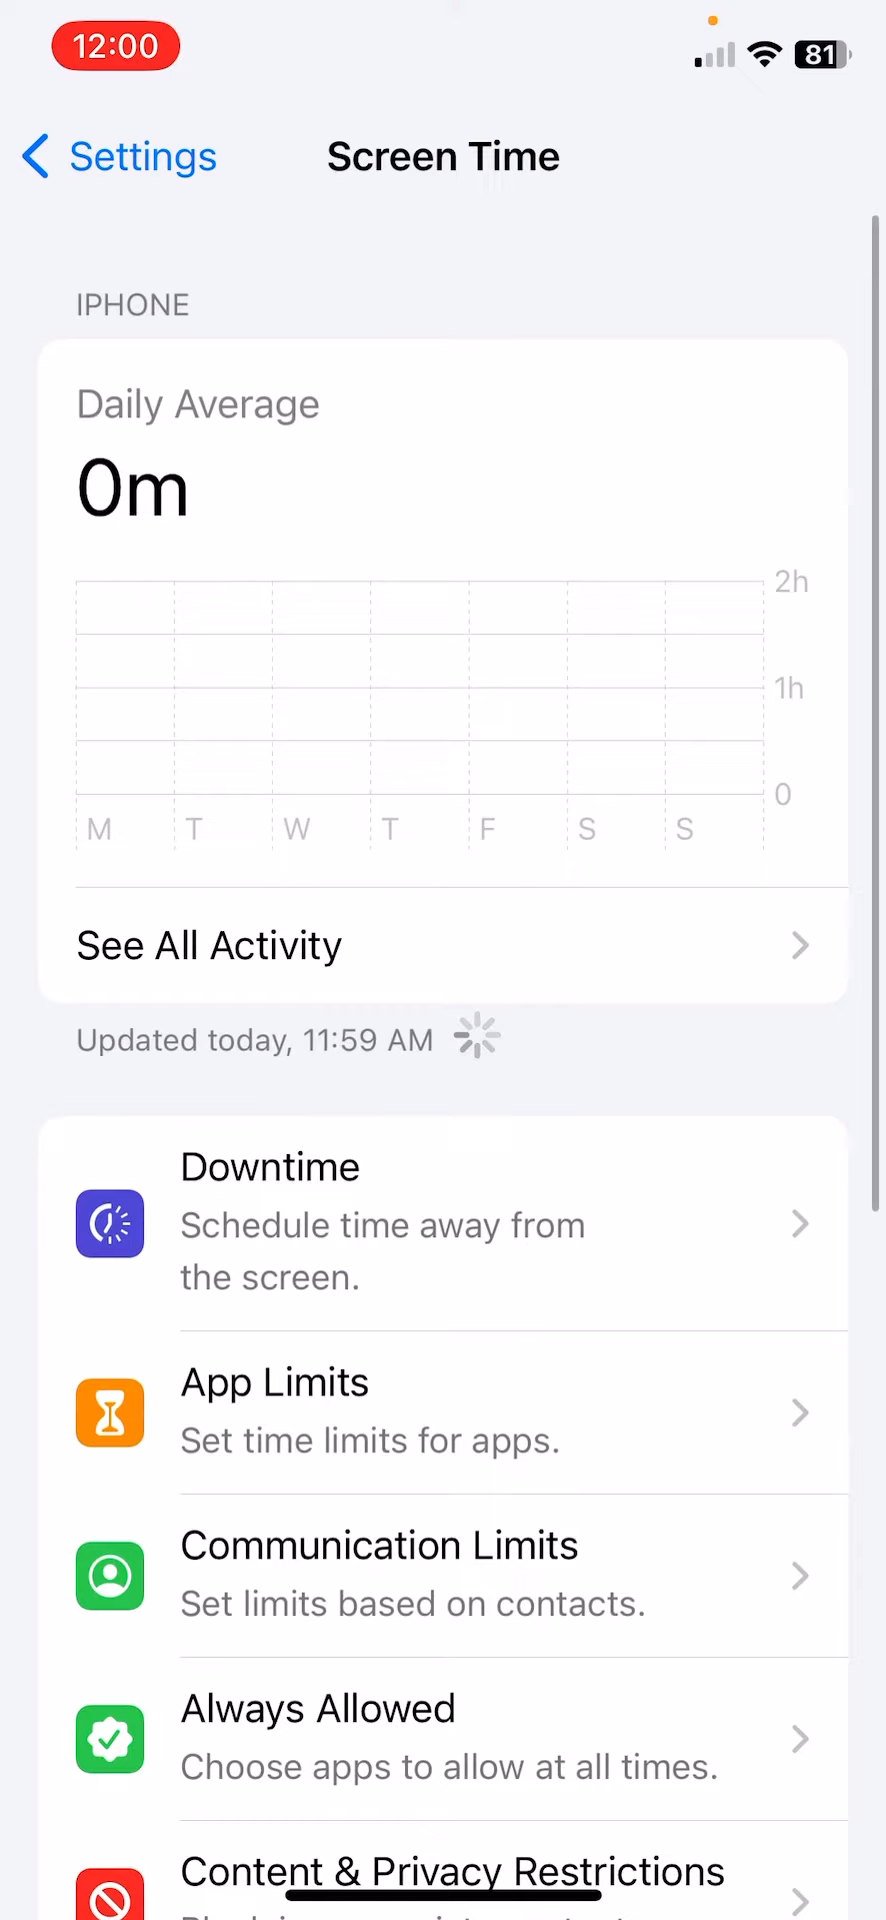 12:00
81
Settings
Screen Time
IPHONE
Daily Average
0m
2h
1h
0
M T W T F S S
See All Activity
Updated today, 11:59 AM
Downtime
Schedule time away from
the screen.
App Limits
Set time limits for apps.
Communication Limits
Set limits based on contacts.
Always Allowed
Choose apps to allow at all times.
Content & Privacy Restrictions